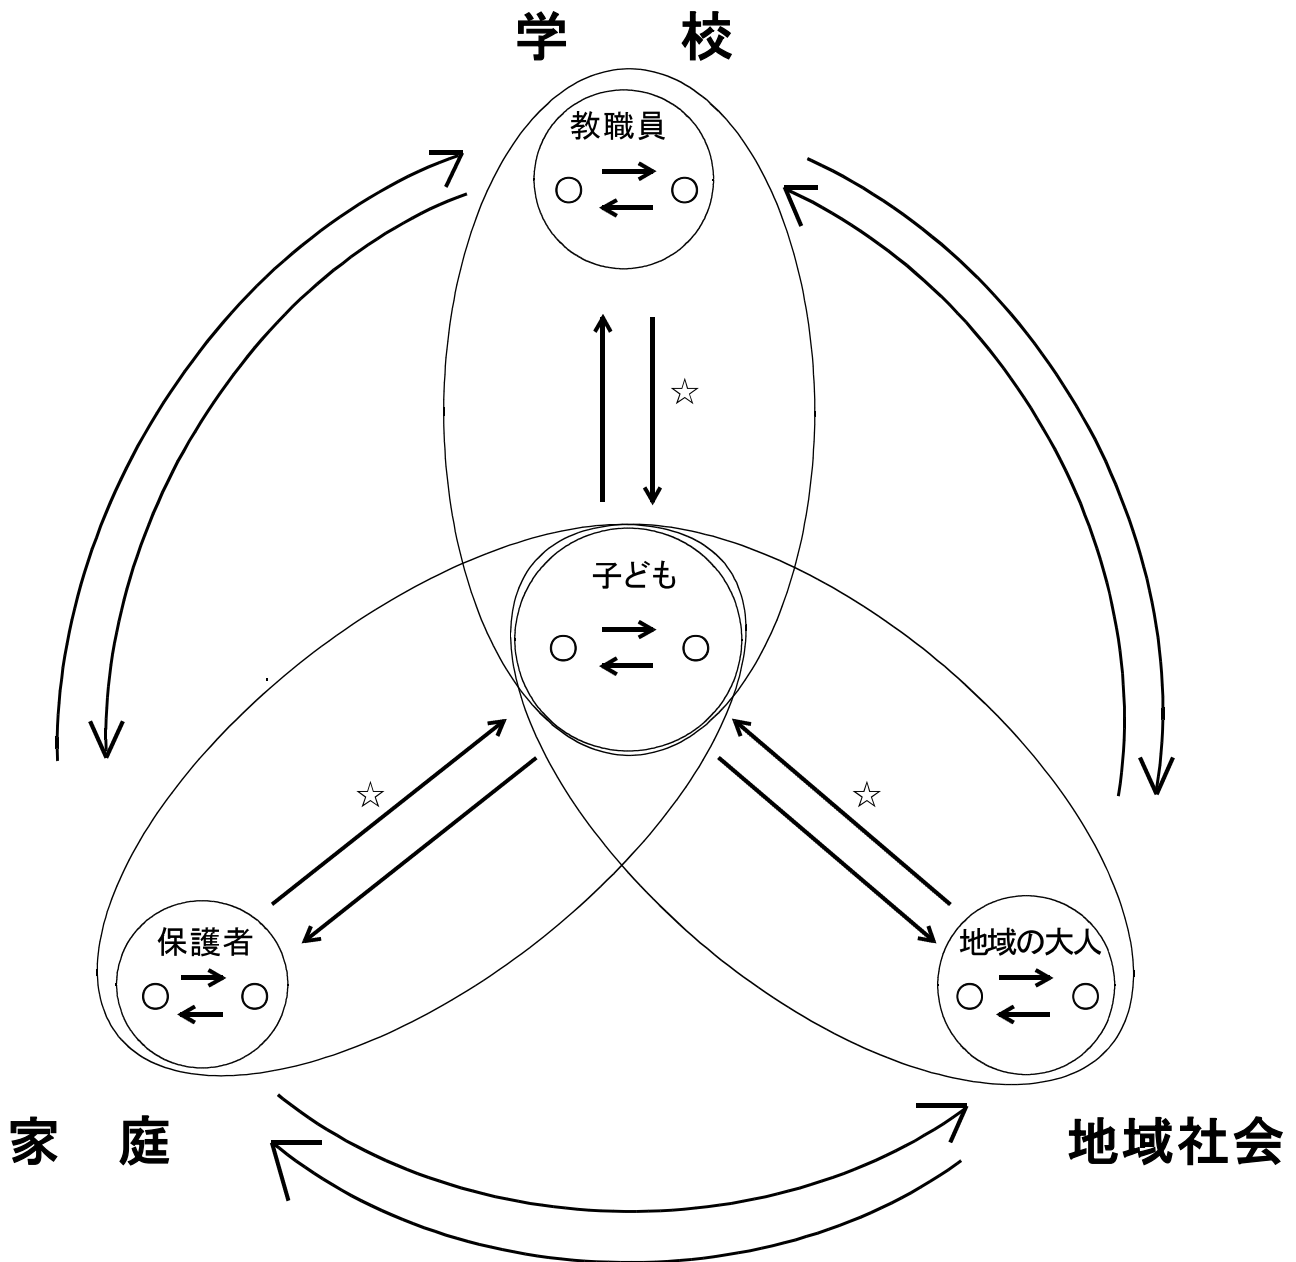 学　校
教職員
☆
子ども
☆
☆
保護者
地域の大人
家　庭
地域社会